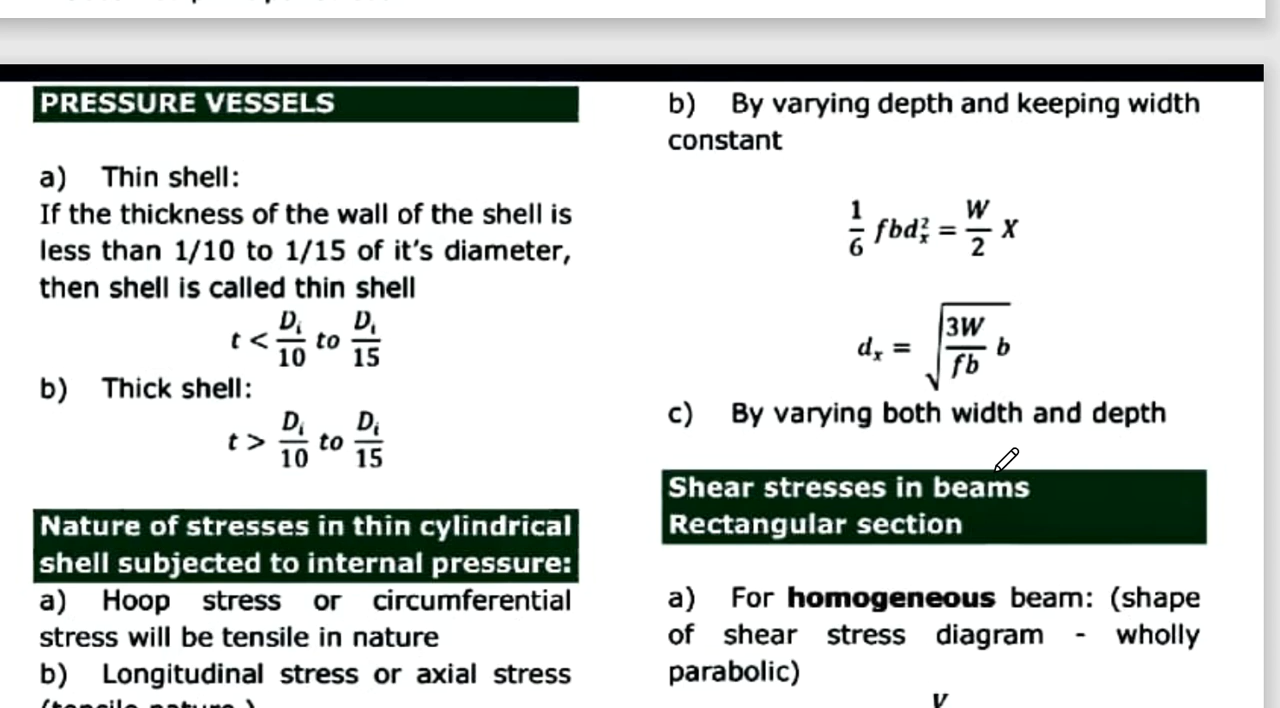 PRESSURE VESSELS
a) Thin shell:
If the thickness of the wall of the shell is
less than 1/10 to 1/15 of it's diameter,
then shell is called thin shell
t < Dᵢ/10 to Dᵢ/15
b) Thick shell:
t > Dᵢ/10 to Dᵢ/15
Nature of stresses in thin cylindrical
shell subjected to internal pressure:
a) Hoop stress or circumferential
stress will be tensile in nature
b) Longitudinal stress or axial stress
b) By varying depth and keeping width
constant
1/6 fbdₓ² = W/2 X
dₓ = √(3W/fb b)
c) By varying both width and depth
Shear stresses in beams
Rectangular section
a) For homogeneous beam: (shape
of shear stress diagram - wholly
parabolic)
V